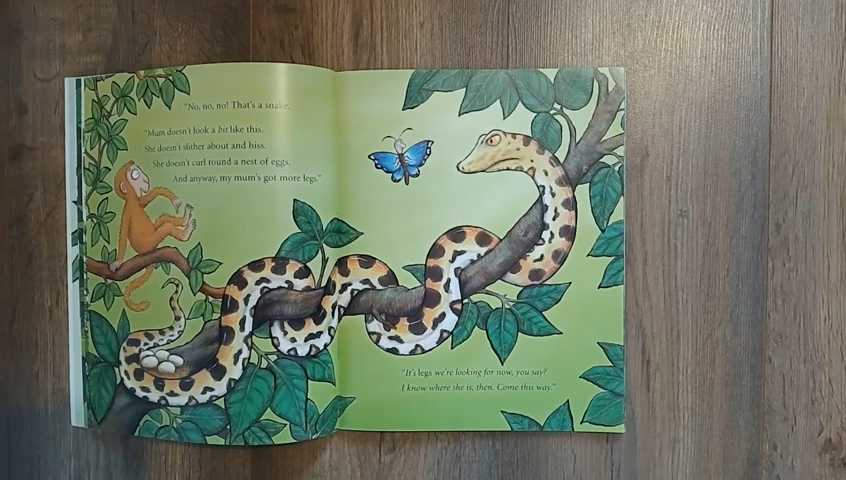 "No, no, no! That's a snake.
"Mum doesn't look a bit like this.
She doesn't slither about and hiss.
She doesn't curl round a nest of eggs.
And anyway, my mum's got more legs."
"It's legs we're looking for now, you say?
I know where she is, then. Come this way."